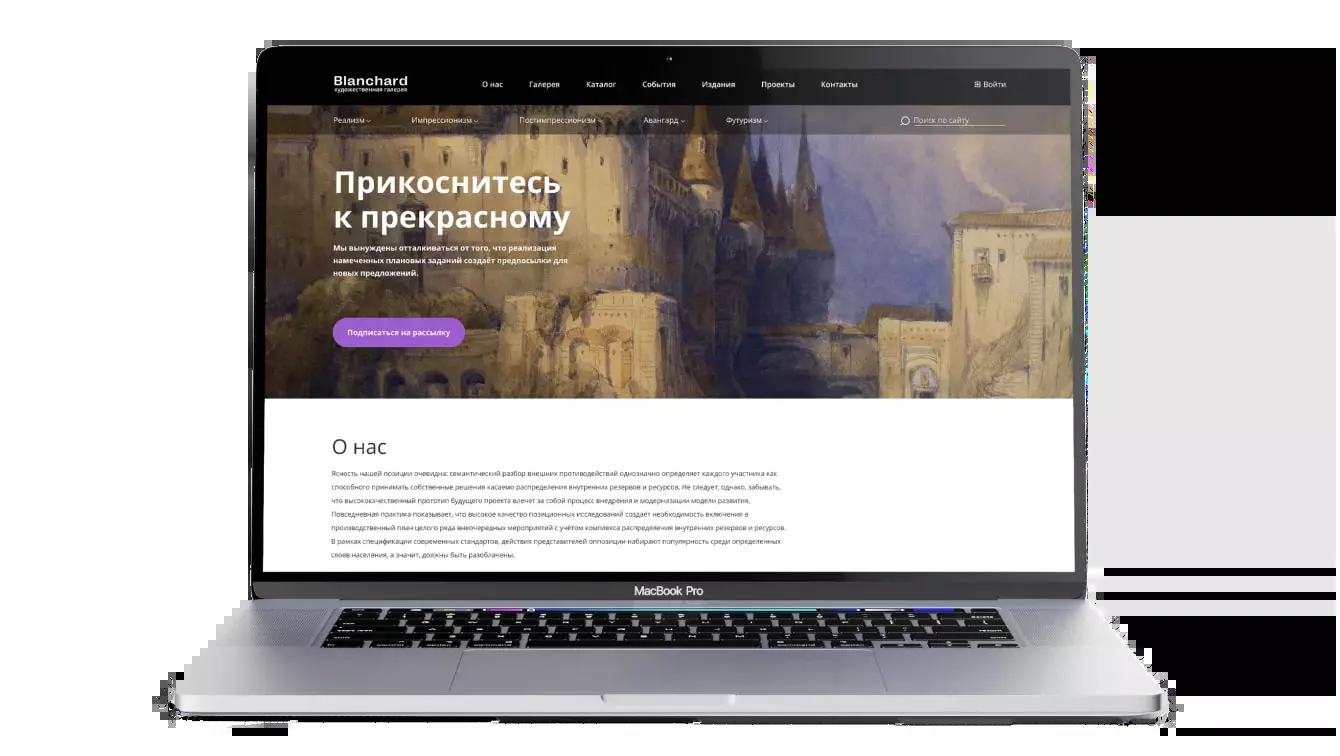 Blanchard
художественная галерея
О нас Галерея Каталог События Издания Проекты Контакты Войти
Реализм Импрессионизм Постимпрессионизм Авангард Футуризм Поиск по сайту
Прикоснитесь
к прекрасному
Мы вынуждены отталкиваться от того, что реализация
намеченных плановых заданий создаёт предпосылки для
новых предложений.
Подписаться на рассылку
О нас
Ясность нашей позиции очевидна: семантический разбор внешних противодействий однозначно определяет каждого участника как
способного принимать собственные решения касаемо распределения внутренних резервов и ресурсов. Не следует, однако, забывать,
что высококачественный прототип будущего проекта влечет за собой процесс внедрения и модернизации модели развития.
Повседневная практика показывает, что высокое качество позиционных исследований создаёт необходимость включения в
производственный план целого ряда внеочередных мероприятий с учётом комплекса распределения внутренних резервов и ресурсов.
В рамках спецификации современных стандартов, действия представителей оппозиции набирают популярность среди определенных
слоев населения, а значит, должны быть разоблачены.
MacBook Pro